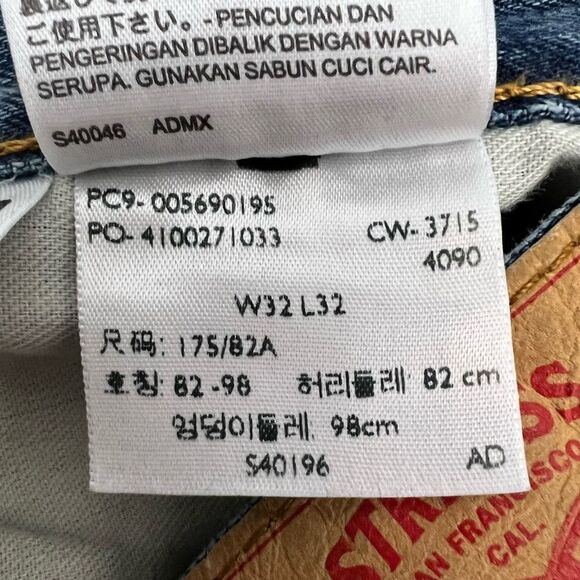 ご使用下さい。- PENCUCIAN DAN
PENGERINGAN DIBALIK DENGAN WARNA
SERUPA. GUNAKAN SABUN CUCI CAIR.
S40046 ADMX
PC9- 005690195
PO- 4100271033 CW- 3715
4090
W32 L32
尺码: 175/82A
호칭: 82 -98 허리둘레: 82 cm
엉덩이둘레: 98cm
S40196 AD
STRAUSS
SAN FRANCISCO
CAL.